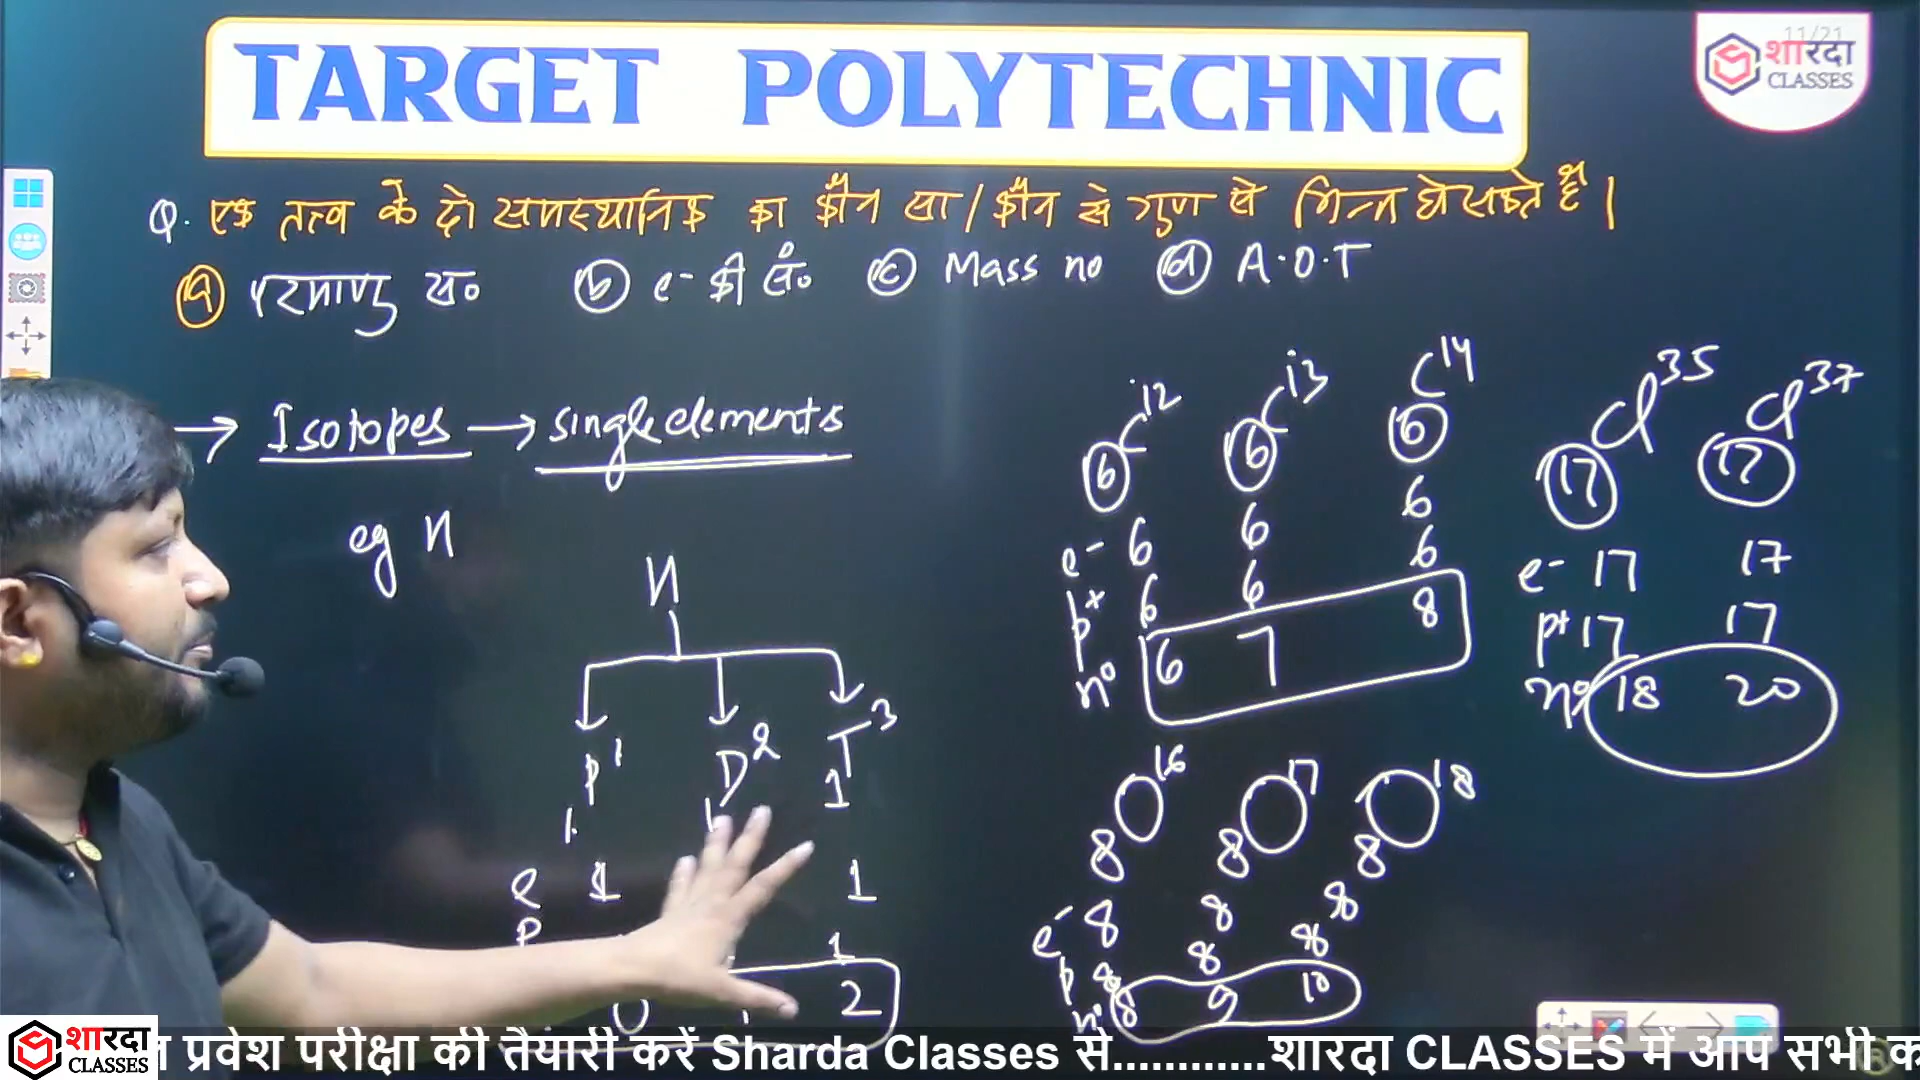 TARGET POLYTECHNIC
11/21
शारदा
CLASSES
Q. एक तत्व के दो समस्थानिक का कौन सा/कौन से गुण से भिन्न हो सकते हैं।
(a) परमाणु सं० (b) e- की सं० (c) Mass no (d) A.O.T
→ Isotopes → single elements
eg H
H
P1 D2 T3
1 1 1
e 1 1
P 1
0 2
C12 C13 C14
6 6 6
e- 6 6 6
p+ 6 6 6
n° 6 7 8
Cl35 Cl37
17 17
e- 17 17
p+ 17 17
n° 18 20
O16 O17 O18
8 8 8
e- 8 8 8
p 8 8 8
n° 8 9 10
शारदा
CLASSES
प्रवेश परीक्षा की तैयारी करें Sharda Classes से............शारदा CLASSES में आप सभी